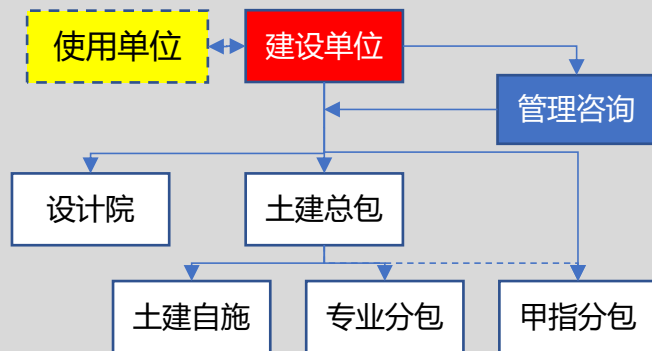 使用单位
建设单位
管理咨询
设计院
土建总包
土建自施
专业分包
甲指分包